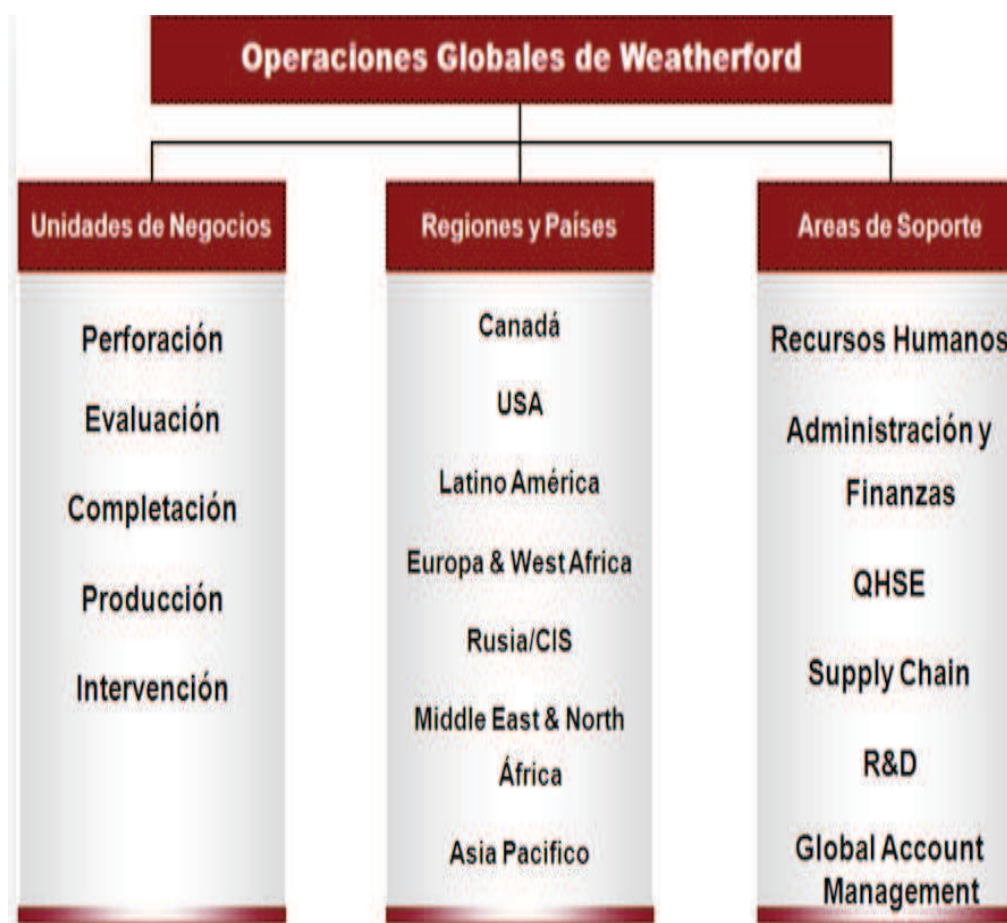 Operaciones Globales de Weatherford
Unidades de Negocios
Perforación
Evaluación
Completación
Producción
Intervención
Regiones y Países
Canadá
USA
Latino América
Europa & West Africa
Rusia/CIS
Middle East & North
África
Asia Pacifico
Areas de Soporte
Recursos Humanos
Administración y
Finanzas
QHSE
Supply Chain
R&D
Global Account
Management